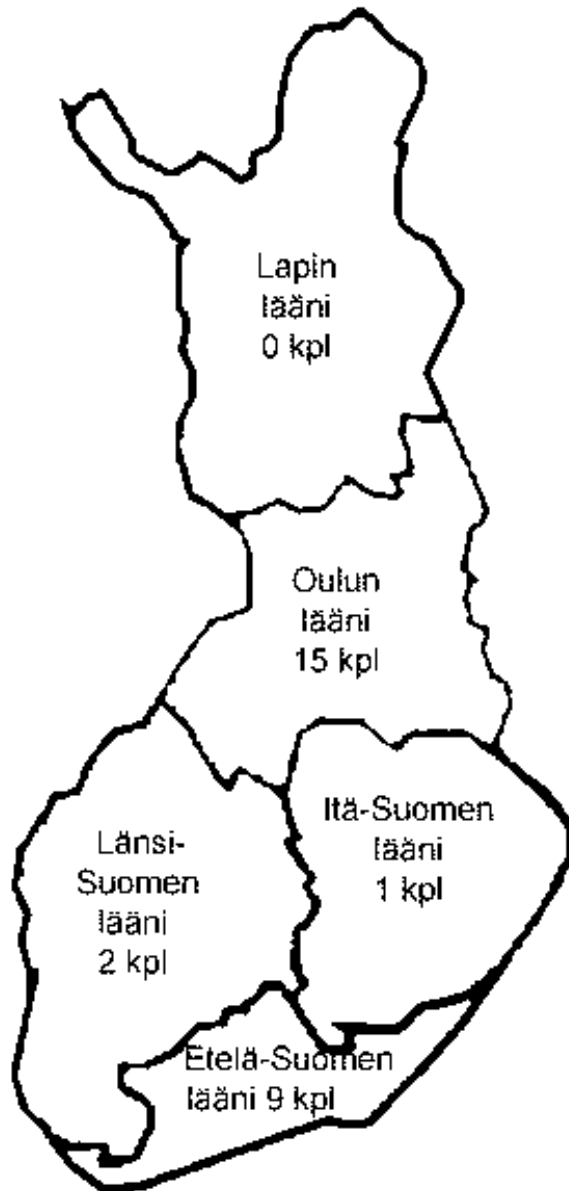 Lapin
lääni
0 kpl
Oulun
lääni
15 kpl
Itä-Suomen
lääni
1 kpl
Länsi-
Suomen
lääni
2 kpl
Etelä-Suomen
lääni 9 kpl